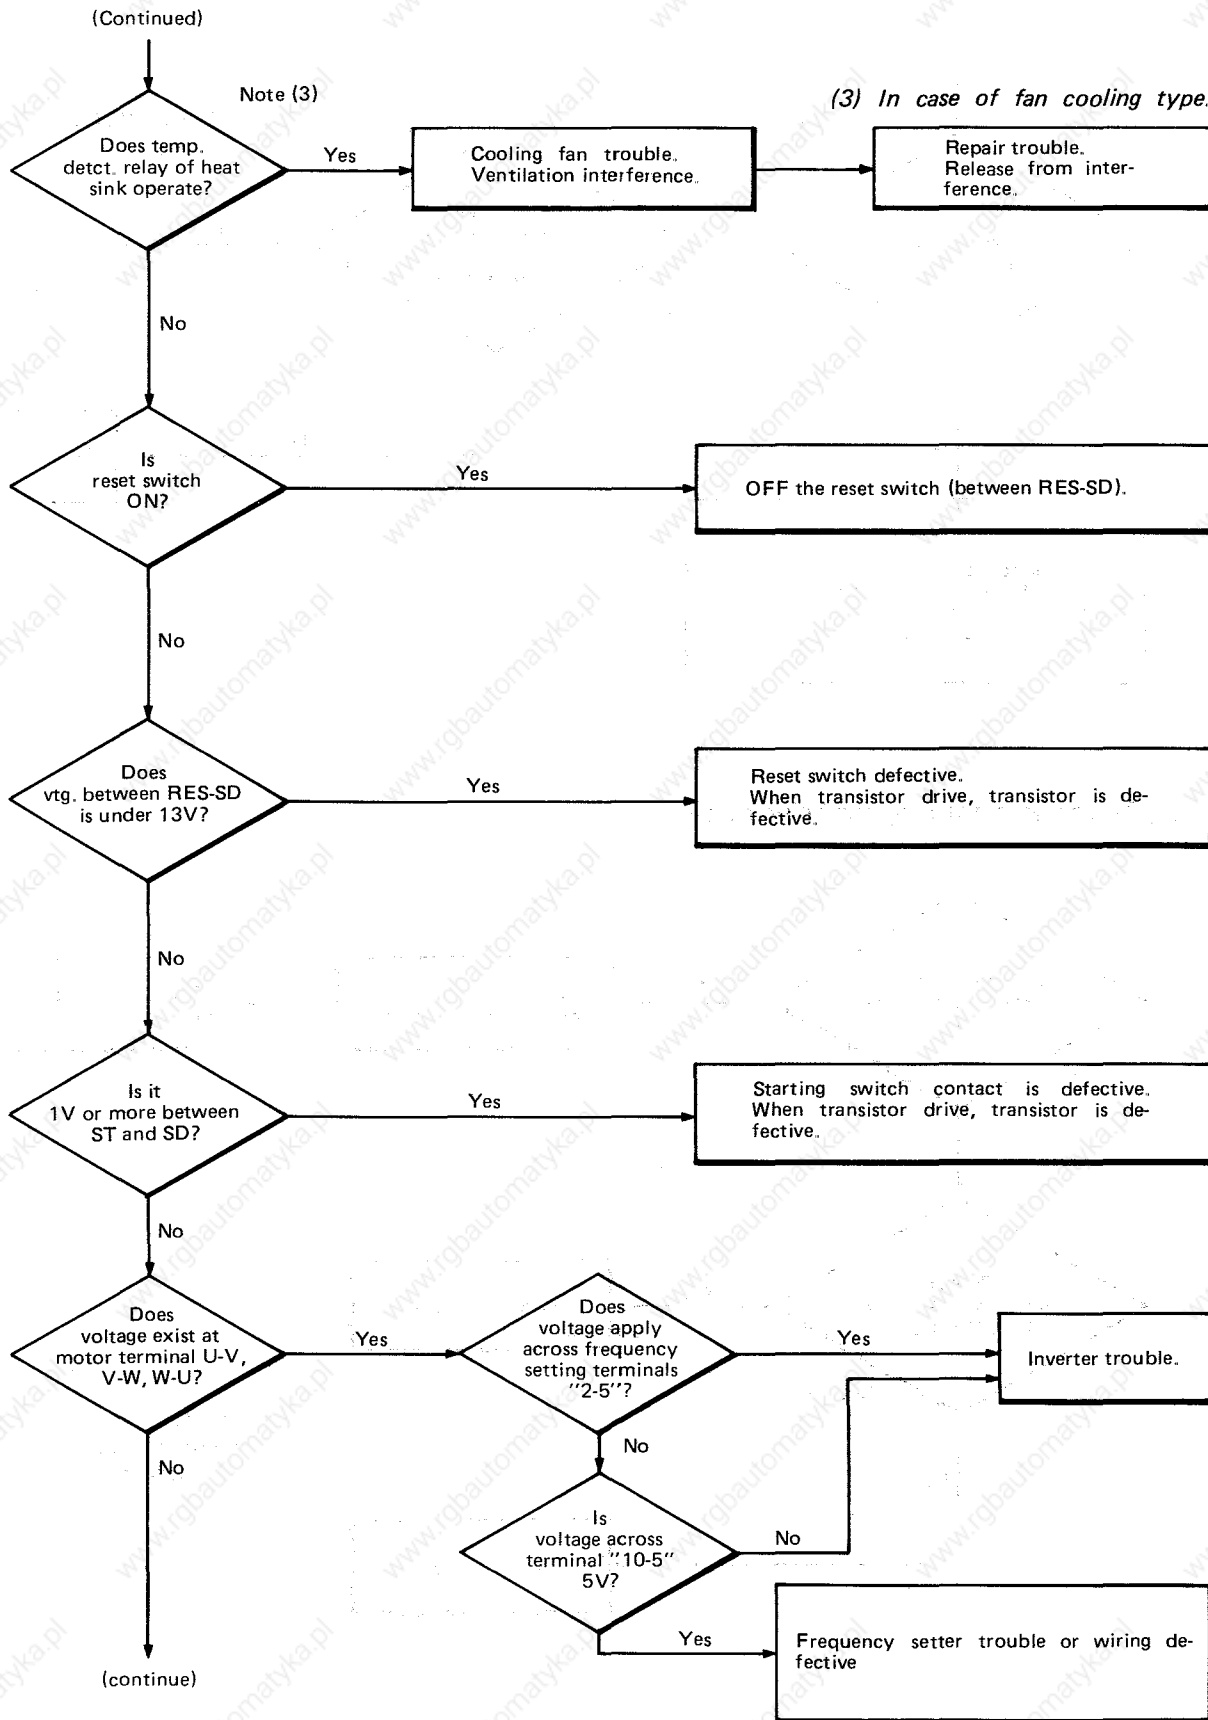 (Continued)
Note (3)
(3) In case of fan cooling type.
Does temp.
detct. relay of heat
sink operate?
Yes
Cooling fan trouble.
Ventilation interference.
Repair trouble.
Release from inter-
ference.
No
Is
reset switch
ON?
Yes
OFF the reset switch (between RES-SD).
No
Does
vtg. between RES-SD
is under 13V?
Yes
Reset switch defective.
When transistor drive, transistor is de-
fective.
No
Is it
1V or more between
ST and SD?
Yes
Starting switch contact is defective.
When transistor drive, transistor is de-
fective.
No
Does
voltage exist at
motor terminal U-V,
V-W, W-U?
Yes
Does
voltage apply
across frequency
setting terminals
"2-5"?
Yes
Inverter trouble.
No
No
Is
voltage across
terminal "10-5"
5V?
No
Yes
Frequency setter trouble or wiring de-
fective
(continue)
www.rgbautomatyka.pl